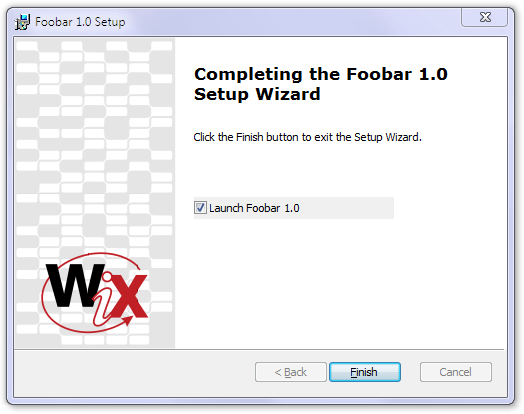 Foobar 1.0 Setup
Completing the Foobar 1.0
Setup Wizard
Click the Finish button to exit the Setup Wizard.
Launch Foobar 1.0
WiX
< Back
Finish
Cancel